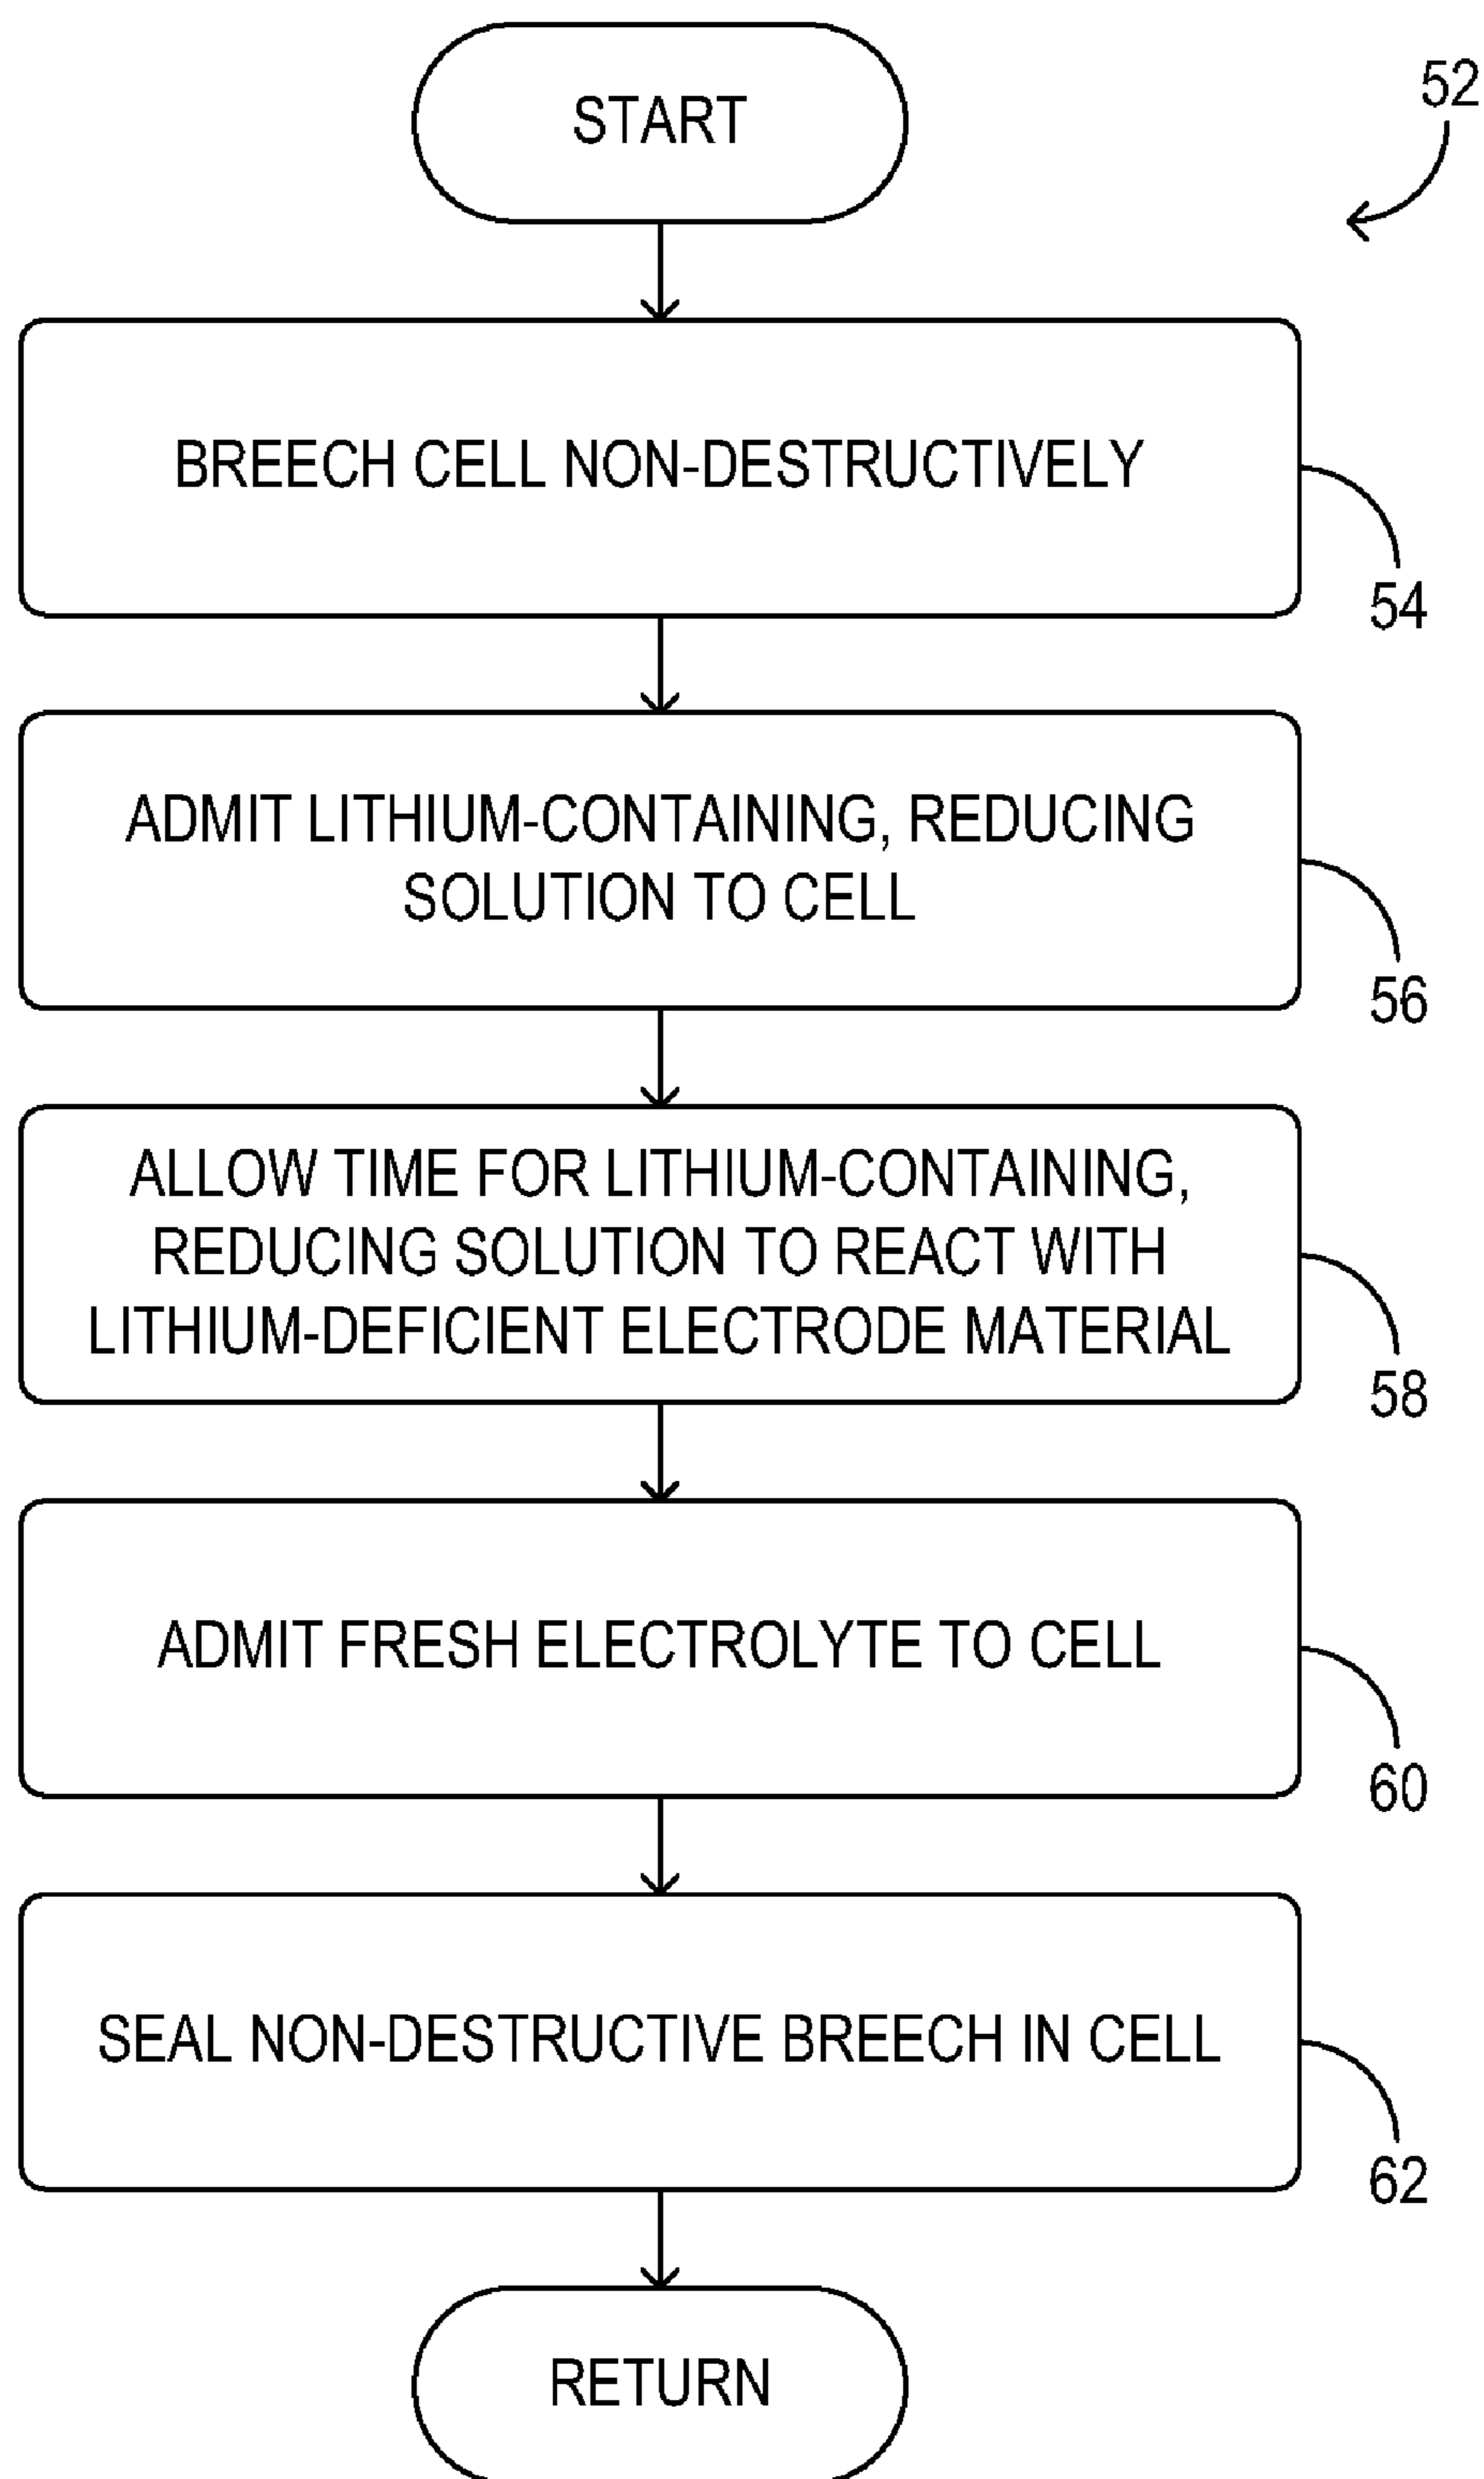 START
52
BREECH CELL NON-DESTRUCTIVELY
54
ADMIT LITHIUM-CONTAINING, REDUCING
SOLUTION TO CELL
56
ALLOW TIME FOR LITHIUM-CONTAINING,
REDUCING SOLUTION TO REACT WITH
LITHIUM-DEFICIENT ELECTRODE MATERIAL
58
ADMIT FRESH ELECTROLYTE TO CELL
60
SEAL NON-DESTRUCTIVE BREECH IN CELL
62
RETURN